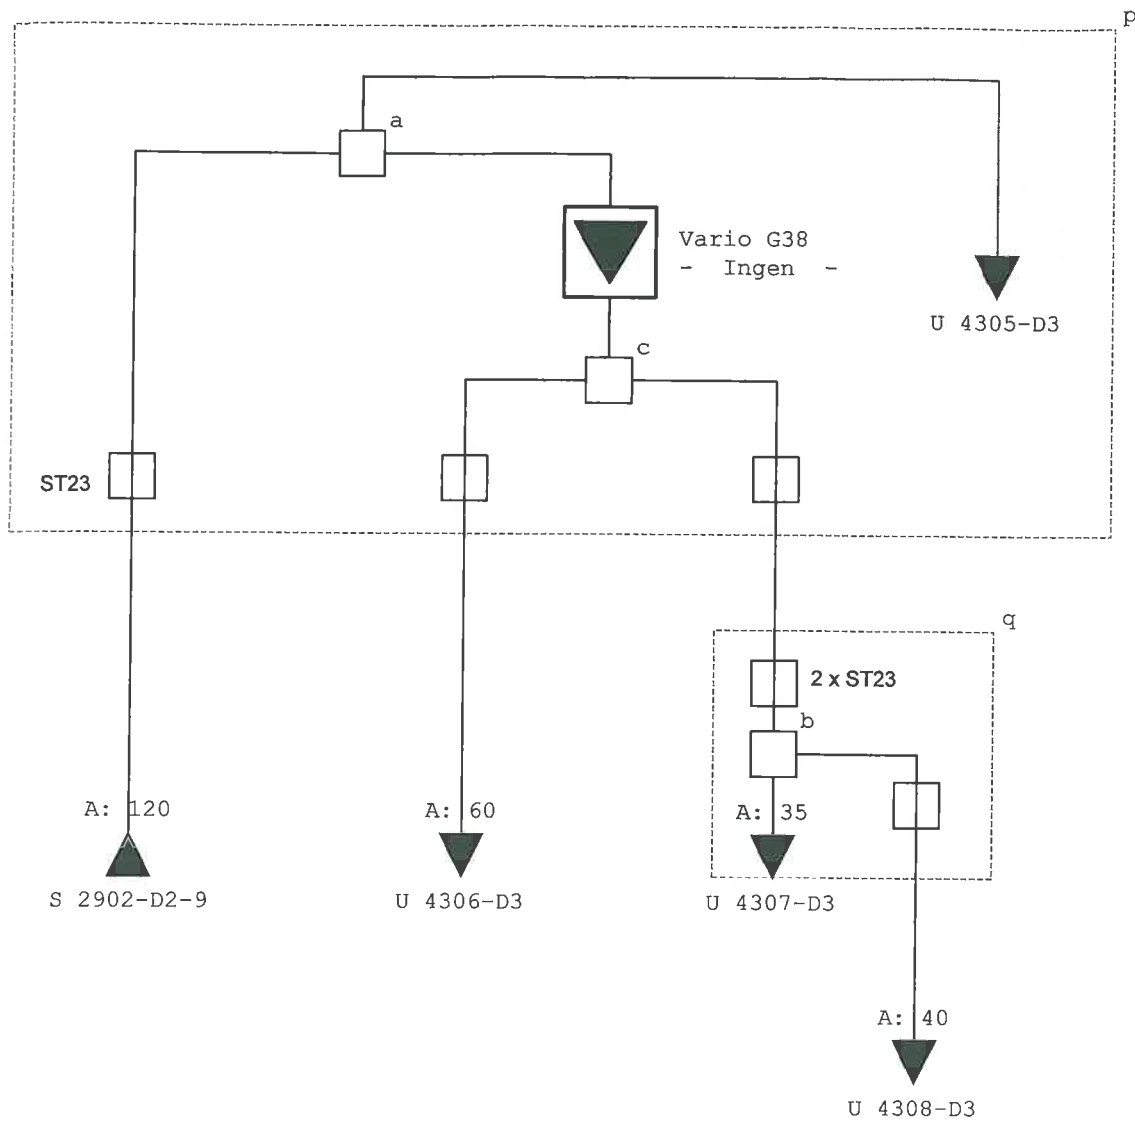 p
a
Vario G38
- Ingen -
U 4305-D3
c
ST23
q
2 x ST23
b
A: 120
A: 60
A: 35
S 2902-D2-9
U 4306-D3
U 4307-D3
A: 40
U 4308-D3